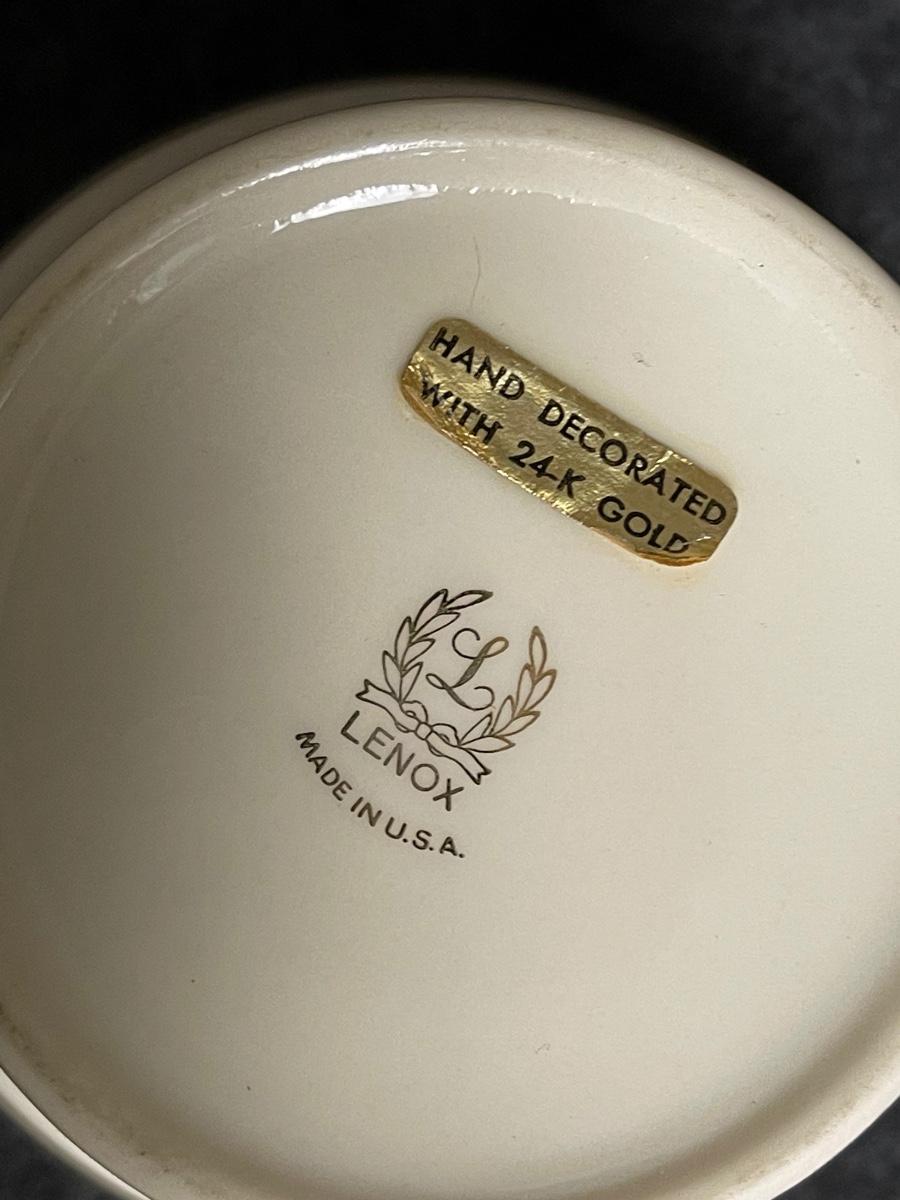 HAND DECORATED
WITH 24-K GOLD
L
LENOX
MADE IN U.S.A.